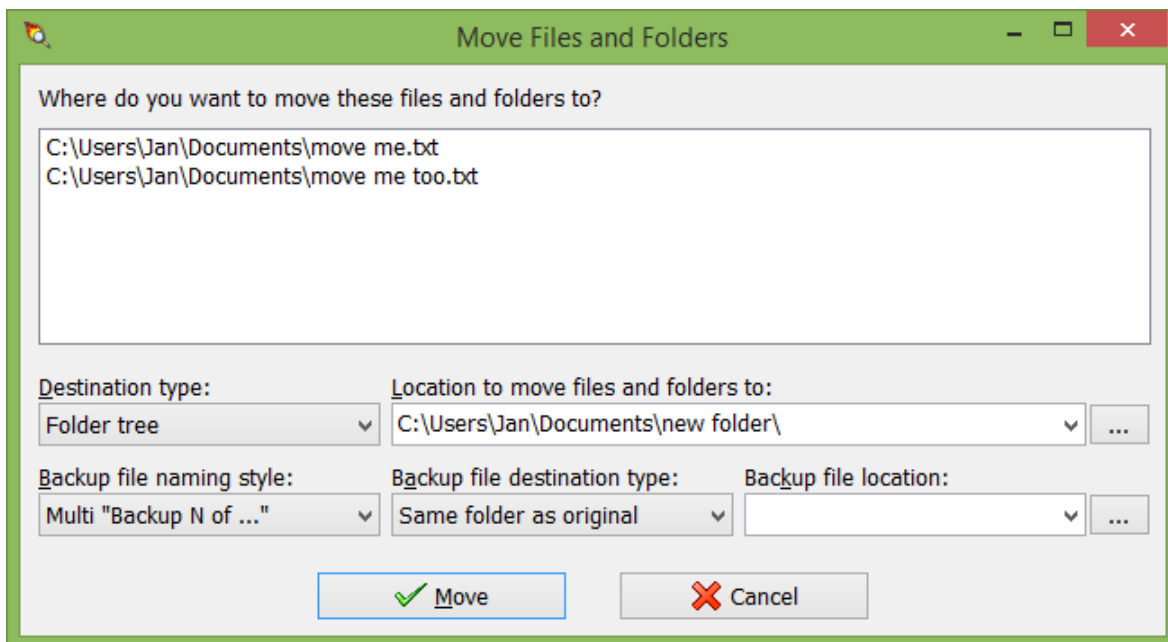 Move Files and Folders
Where do you want to move these files and folders to?
C:\Users\Jan\Documents\move me.txt
C:\Users\Jan\Documents\move me too.txt
Destination type: Location to move files and folders to:
Folder tree C:\Users\Jan\Documents\new folder\ ...
Backup file naming style: Backup file destination type: Backup file location:
Multi "Backup N of ..." Same folder as original ...
Move Cancel